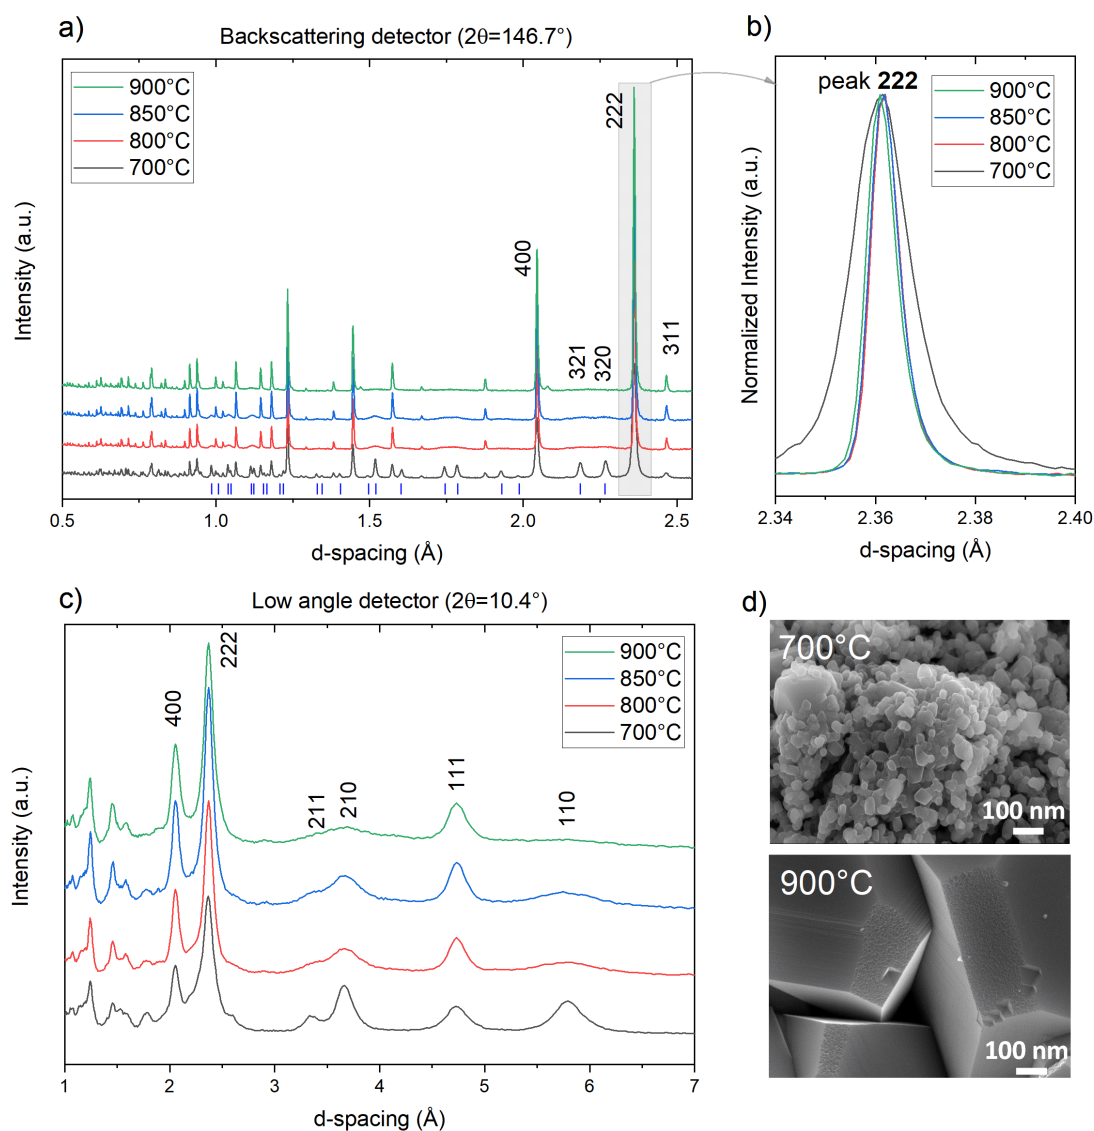 a)
Backscattering detector (2θ=146.7°)
900°C
850°C
800°C
700°C
222
400
321
320
311
Intensity (a.u.)
0.5 1.0 1.5 2.0 2.5
d-spacing (Å)
b)
peak 222
900°C
850°C
800°C
700°C
Normalized Intensity (a.u.)
2.34 2.36 2.38 2.40
d-spacing (Å)
c)
Low angle detector (2θ=10.4°)
900°C
850°C
800°C
700°C
400
222
211
210
111
110
Intensity (a.u.)
1 2 3 4 5 6 7
d-spacing (Å)
d)
700°C
100 nm
900°C
100 nm